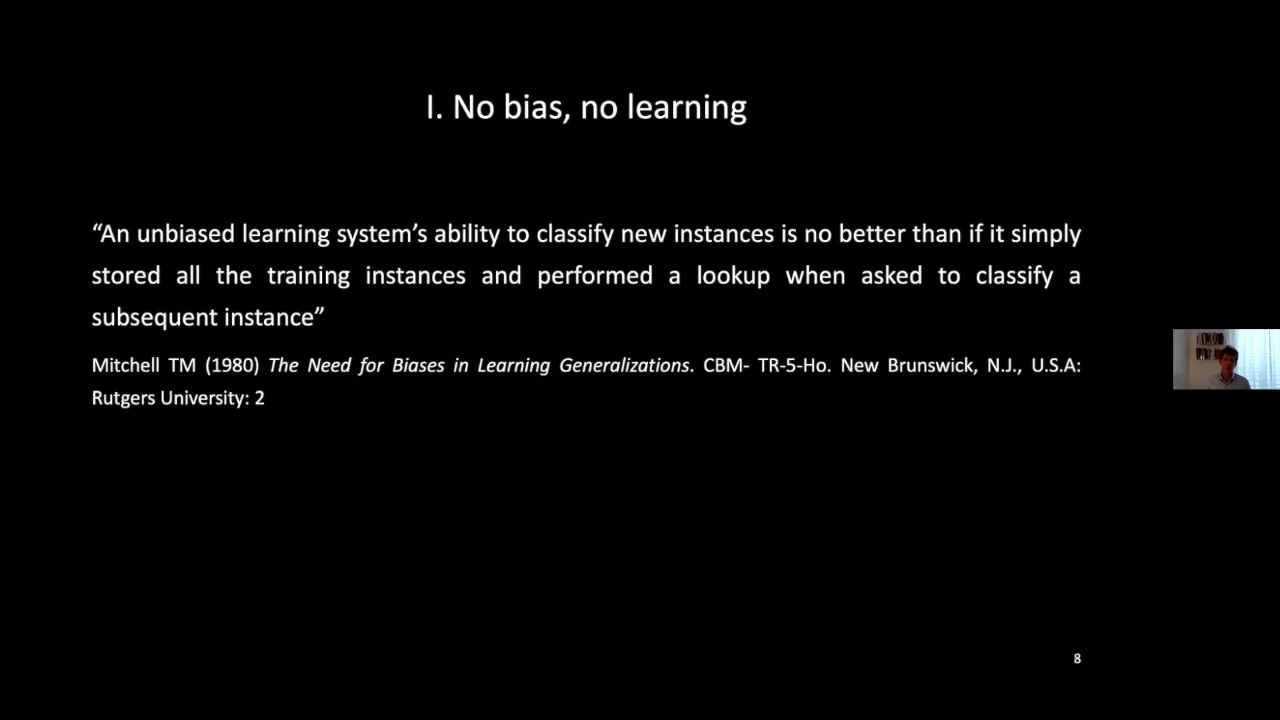 I. No bias, no learning
“An unbiased learning system’s ability to classify new instances is no better than if it simply
stored all the training instances and performed a lookup when asked to classify a
subsequent instance”
Mitchell TM (1980) The Need for Biases in Learning Generalizations. CBM- TR-5-Ho. New Brunswick, N.J., U.S.A:
Rutgers University: 2
8